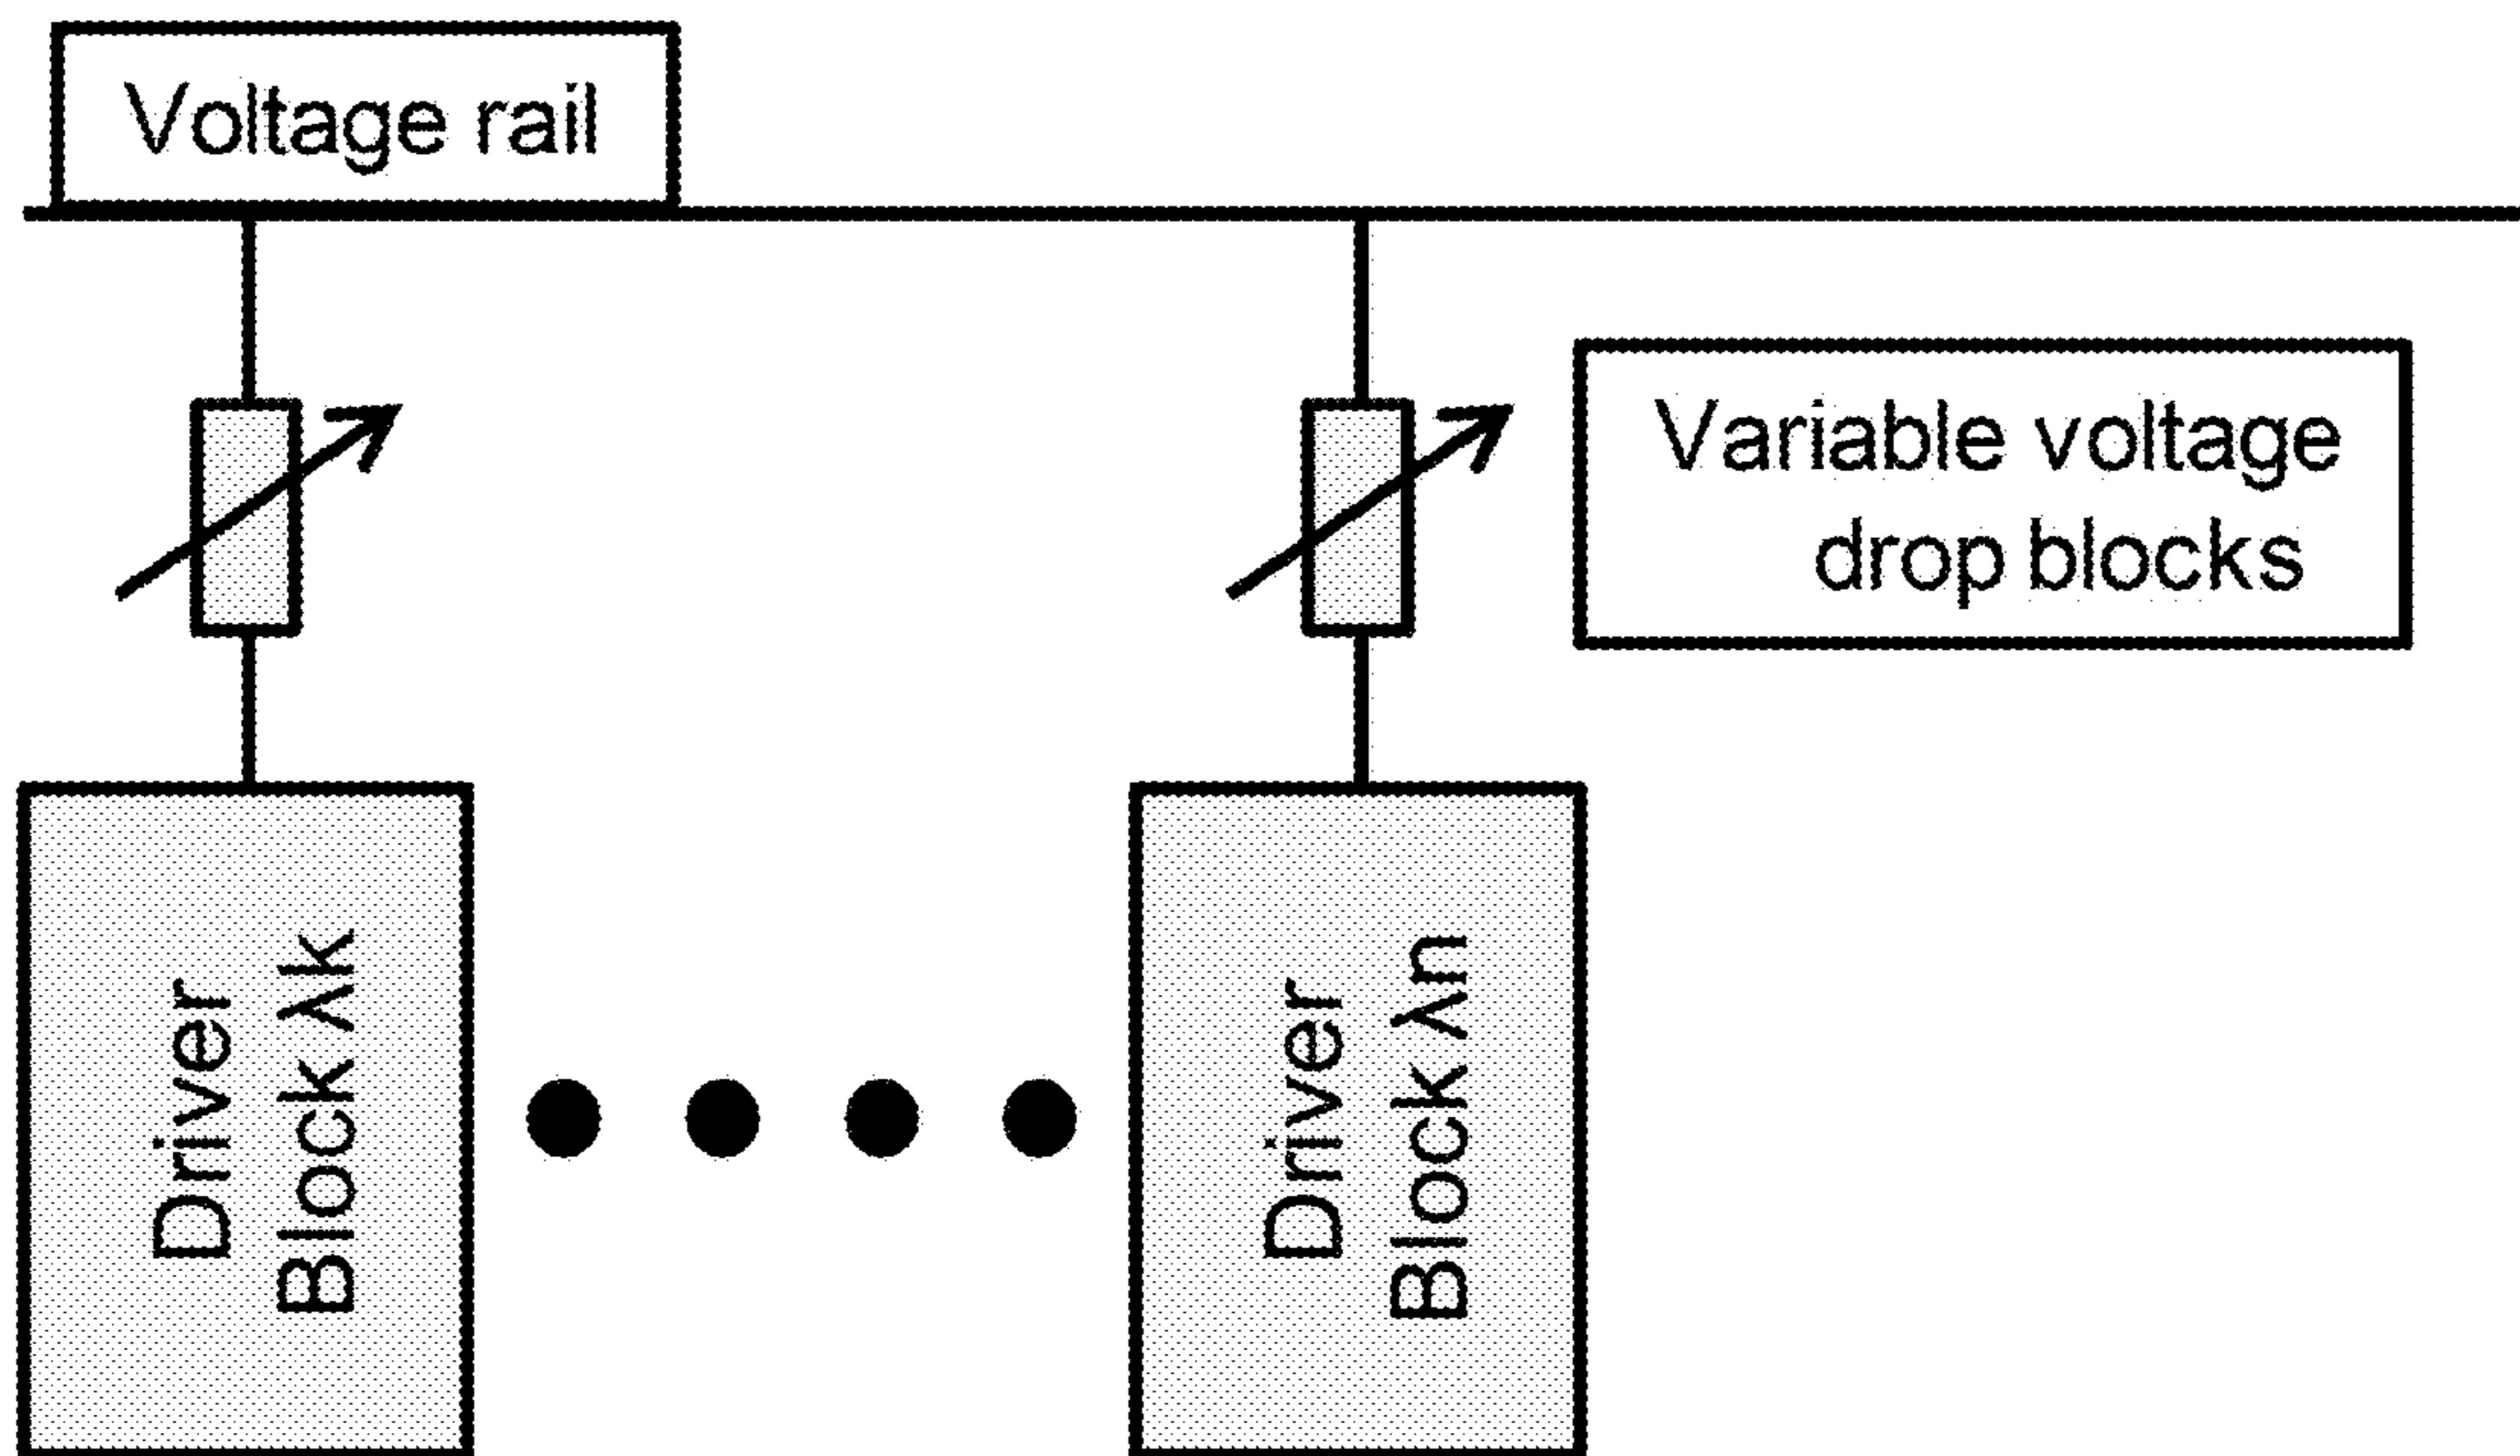 Voltage rail
Variable voltage
drop blocks
Driver
Block λk
Driver
Block λn